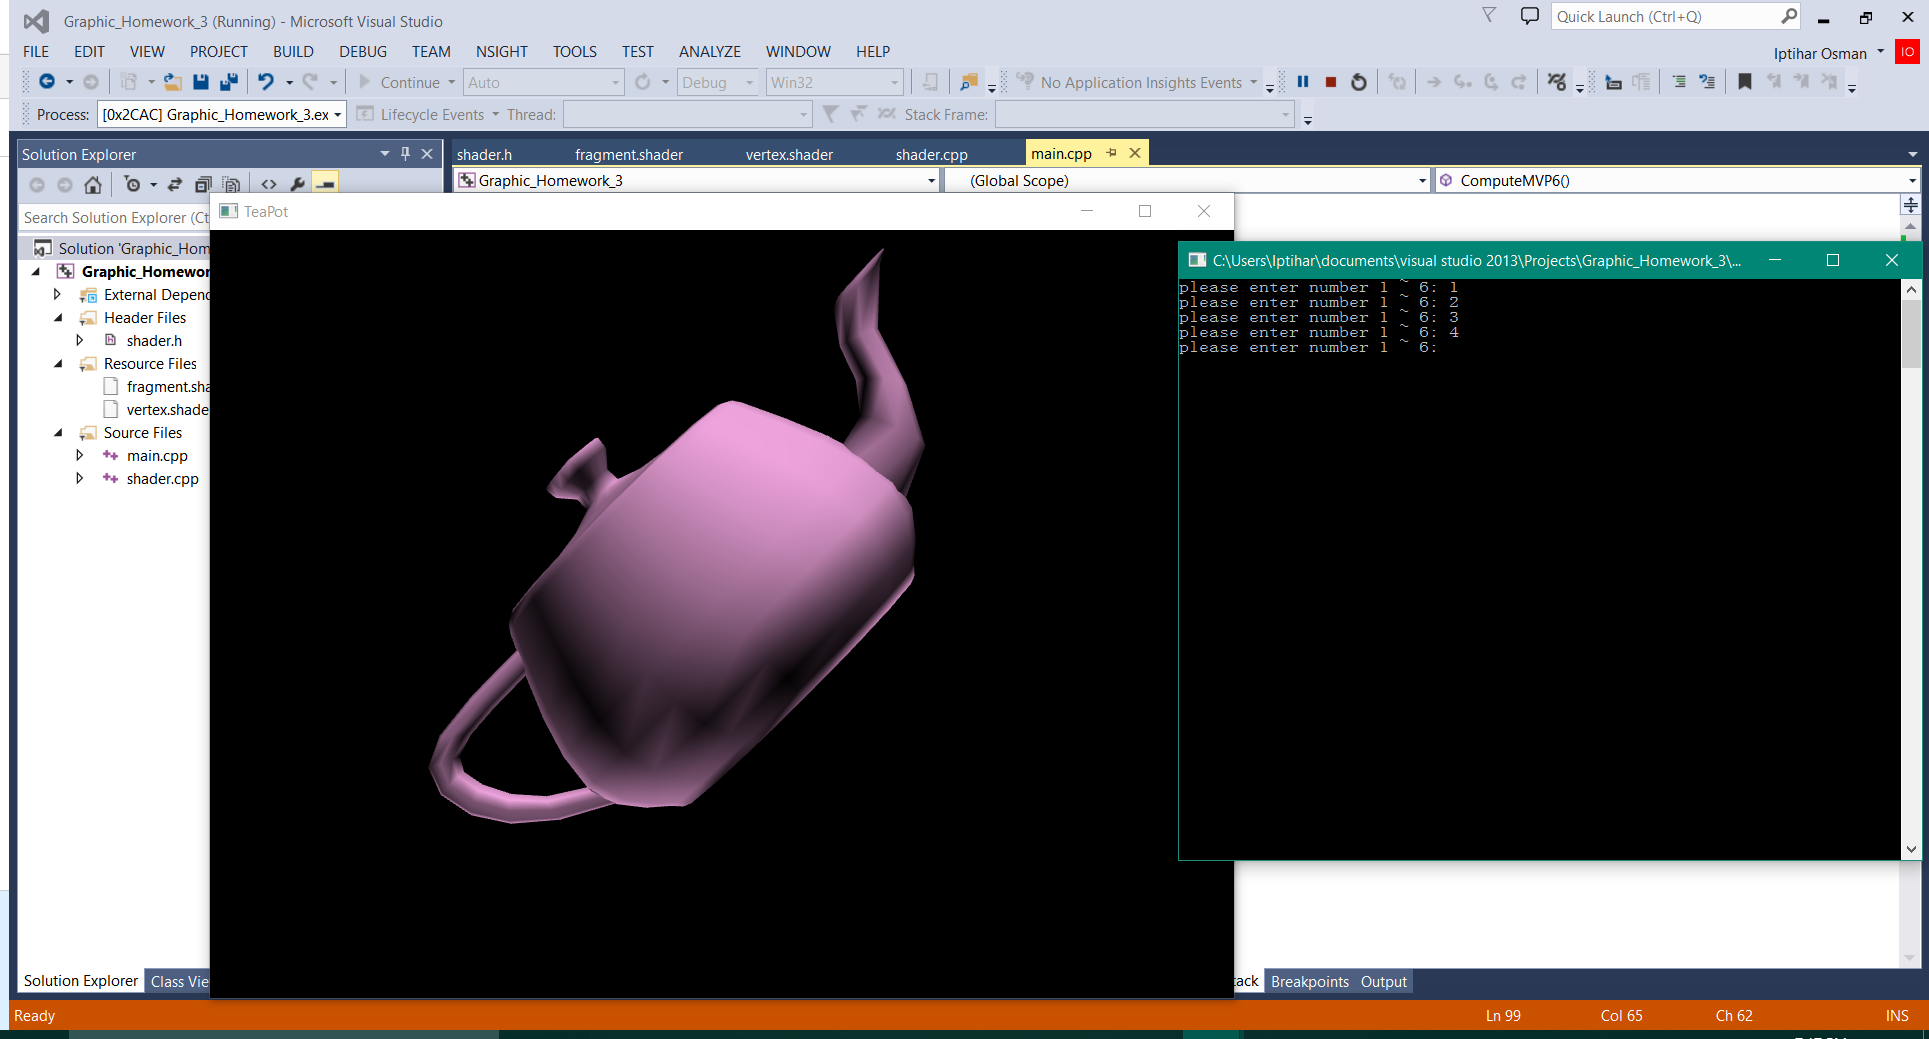 Graphic_Homework_3 (Running) - Microsoft Visual Studio
Quick Launch (Ctrl+Q)
FILE EDIT VIEW PROJECT BUILD DEBUG TEAM NSIGHT TOOLS TEST ANALYZE WINDOW HELP
Iptihar Osman IO
Continue Auto Debug Win32 No Application Insights Events
Process: [0x2CAC] Graphic_Homework_3.ex Lifecycle Events Thread: Stack Frame:
Solution Explorer
shader.h fragment.shader vertex.shader shader.cpp main.cpp
Graphic_Homework_3 (Global Scope) ComputeMVP6()
Search Solution Explorer (Ct
Solution 'Graphic_Hom
Graphic_Homewor
External Depend
Header Files
shader.h
Resource Files
fragment.sha
vertex.shade
Source Files
main.cpp
shader.cpp
TeaPot
C:\Users\Iptihar\documents\visual studio 2013\Projects\Graphic_Homework_3\...
please enter number 1 ~ 6: 1
please enter number 1 ~ 6: 2
please enter number 1 ~ 6: 3
please enter number 1 ~ 6: 4
please enter number 1 ~ 6:
Solution Explorer Class Vie
tack Breakpoints Output
Ready Ln 99 Col 65 Ch 62 INS